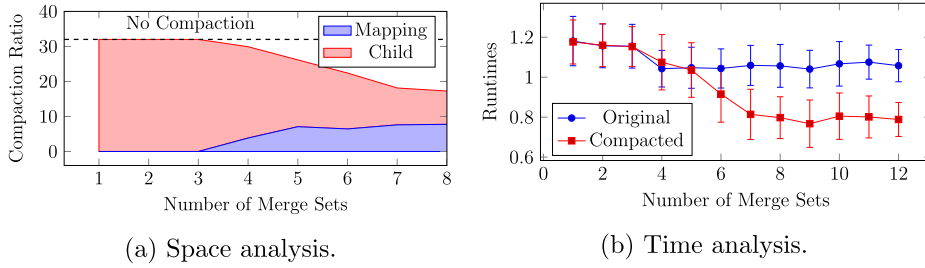 No Compaction
Mapping
Child
Compaction Ratio
40
30
20
10
0
1 2 3 4 5 6 7 8
Number of Merge Sets
(a) Space analysis.
Runtimes
1.2
1
0.8
0.6
Original
Compacted
0 2 4 6 8 10 12
Number of Merge Sets
(b) Time analysis.